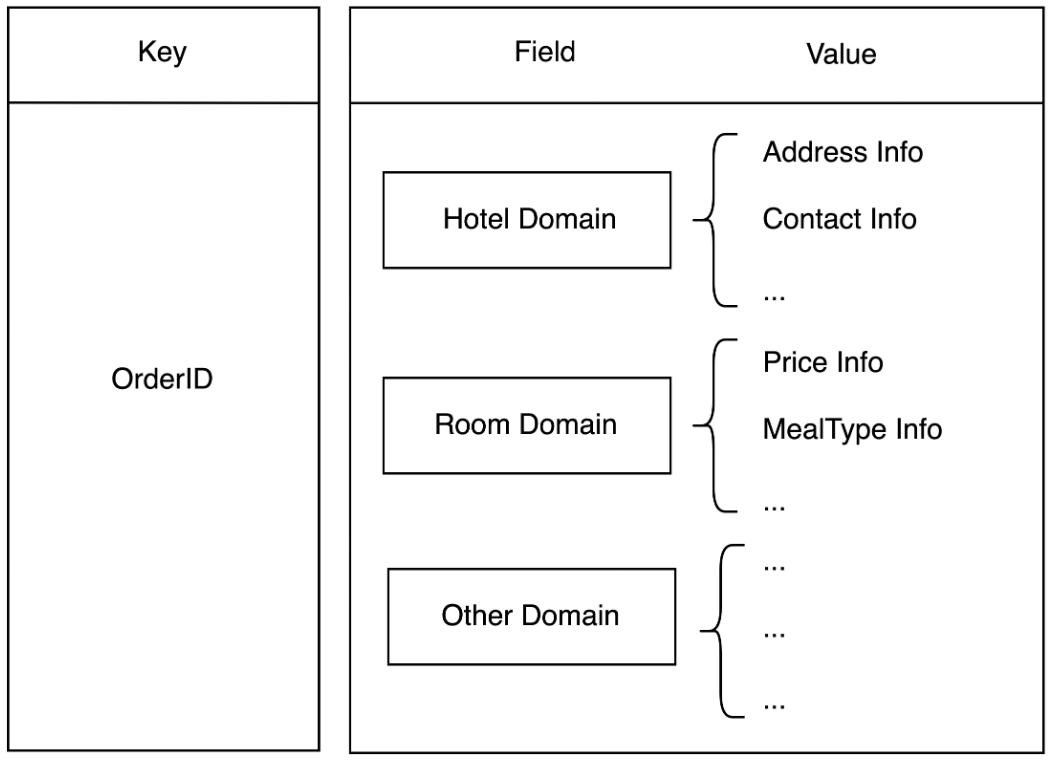 Key
Field
Value
OrderID
Hotel Domain
Address Info
Contact Info
...
Room Domain
Price Info
MealType Info
...
Other Domain
...
...
...